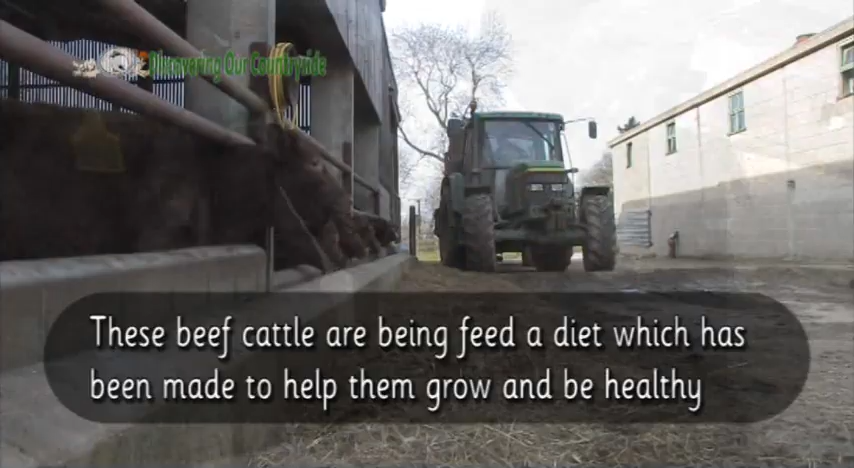 Discovering Our Countryside
These beef cattle are being feed a diet which has
been made to help them grow and be healthy